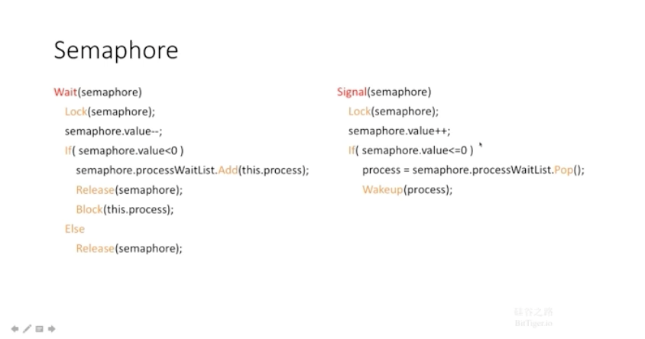 Semaphore
Wait(semaphore)
Lock(semaphore);
semaphore.value--;
If( semaphore.value<0 )
semaphore.processWaitList.Add(this.process);
Release(semaphore);
Block(this.process);
Else
Release(semaphore);
Signal(semaphore)
Lock(semaphore);
semaphore.value++;
If( semaphore.value<=0 )
process = semaphore.processWaitList.Pop();
Wakeup(process);